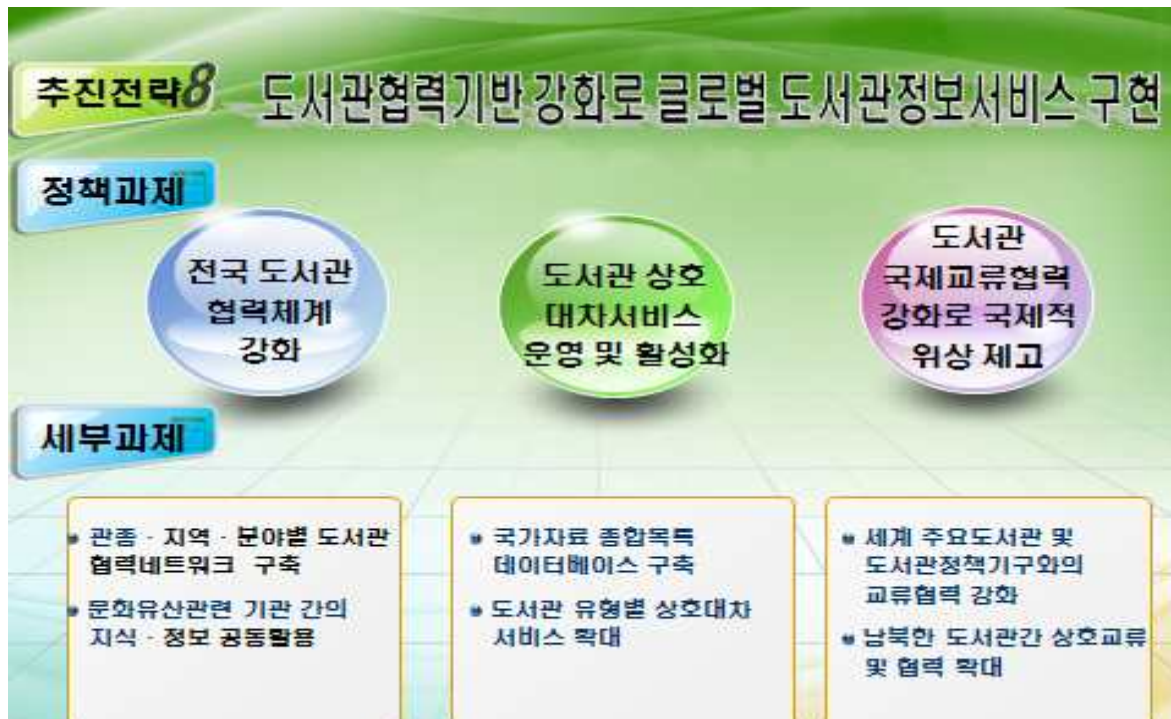 추진전략8
도서관협력기반 강화로 글로벌 도서관정보서비스 구현
정책과제
전국 도서관
협력체계
강화
도서관 상호
대차서비스
운영 및 활성화
도서관
국제교류협력
강화로 국제적
위상 제고
세부과제
관종 · 지역 · 분야별 도서관
협력네트워크 구축
문화유산관련 기관 간의
지식 · 정보 공동활용
국가자료 종합목록
데이터베이스 구축
도서관 유형별 상호대차
서비스 확대
세계 주요도서관 및
도서관정책기구와의
교류협력 강화
남북한 도서관간 상호교류
및 협력 확대